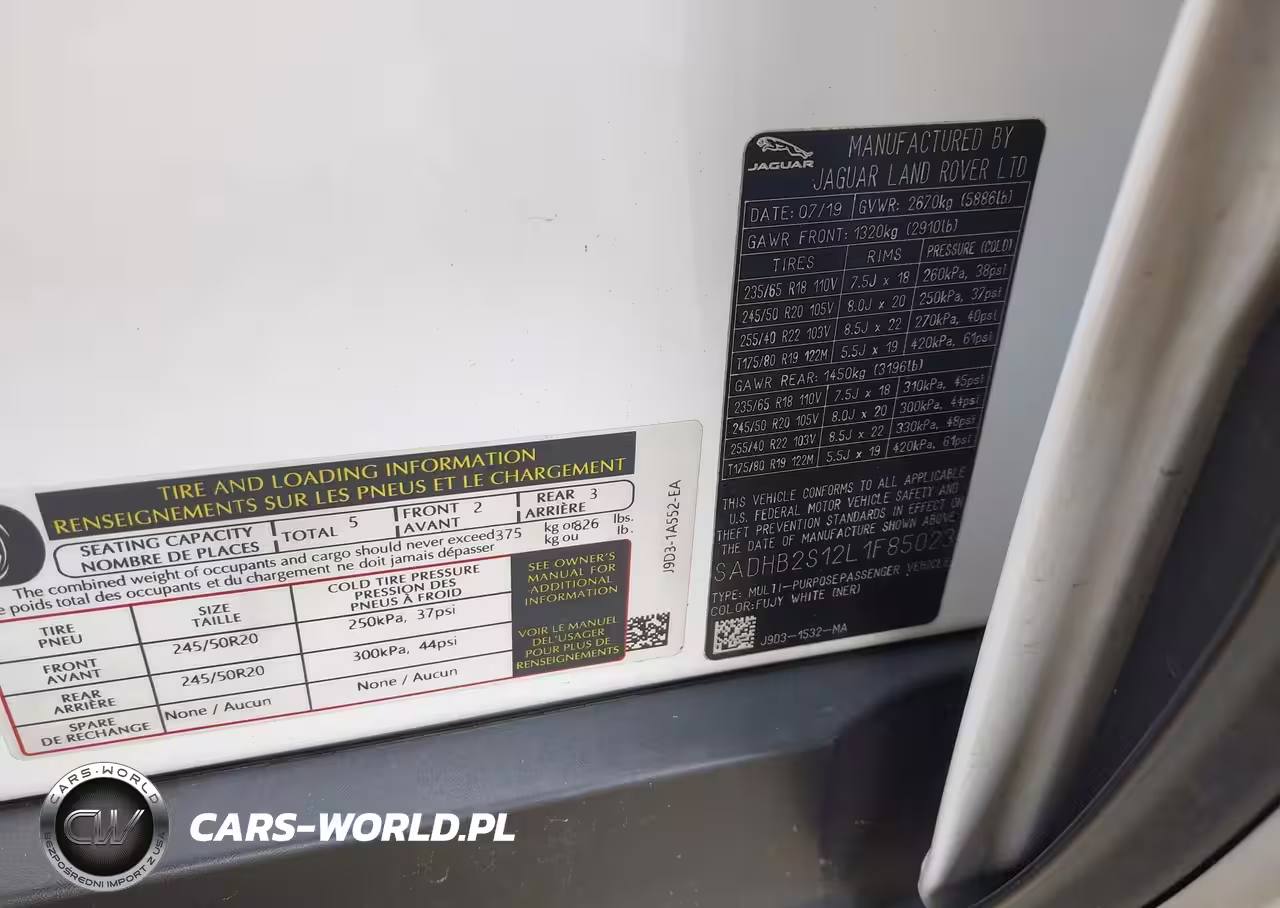 JAGUAR
MANUFACTURED BY
JAGUAR LAND ROVER LTD
DATE: 07/19 GVWR: 2670kg (5886lb)
GAWR FRONT: 1320kg (2910lb)
TIRES RIMS PRESSURE (COLD)
235/65 R18 110V 7.5J x 18 260kPa, 38psi
245/50 R20 105V 8.0J x 20 250kPa, 37psi
255/40 R22 103V 8.5J x 22 270kPa, 40psi
T175/80 R19 122M 5.5J x 19 420kPa, 61psi
GAWR REAR: 1450kg (3196lb)
235/65 R18 110V 7.5J x 18 310kPa, 45psi
245/50 R20 105V 8.0J x 20 300kPa, 44psi
255/40 R22 103V 8.5J x 22 330kPa, 48psi
T175/80 R19 122M 5.5J x 19 420kPa, 61psi
THIS VEHICLE CONFORMS TO ALL APPLICABLE
U.S. FEDERAL MOTOR VEHICLE SAFETY AND
THEFT PREVENTION STANDARDS IN EFFECT ON
THE DATE OF MANUFACTURE SHOWN ABOVE
SADHB2S12L1F85023
TYPE: MULTI-PURPOSE PASSENGER VEHICLE
COLOR: FUJY WHITE (NER)
J9D3-1532-MA
TIRE AND LOADING INFORMATION
RENSEIGNEMENTS SUR LES PNEUS ET LE CHARGEMENT
SEATING CAPACITY
NOMBRE DE PLACES
TOTAL 5
FRONT 2
AVANT
REAR 3
ARRIÈRE
The combined weight of occupants and cargo should never exceed 375 kg or 826 lbs.
poids total des occupants et du chargement ne doit jamais dépasser kg ou lb.
TIRE
PNEU
SIZE
TAILLE
COLD TIRE PRESSURE
PRESSION DES
PNEUS À FROID
FRONT
AVANT
245/50R20
250kPa, 37psi
REAR
ARRIÈRE
245/50R20
300kPa, 44psi
SPARE
DE RECHANGE
None / Aucun
None / Aucun
SEE OWNER'S
MANUAL FOR
ADDITIONAL
INFORMATION
VOIR LE MANUEL
DEL'USAGER
POUR PLUS DE
RENSEIGNEMENTS
J9D3-1A552-EA
CARS-WORLD
CW
BEZPOŚREDNI IMPORT Z USA
CARS-WORLD.PL